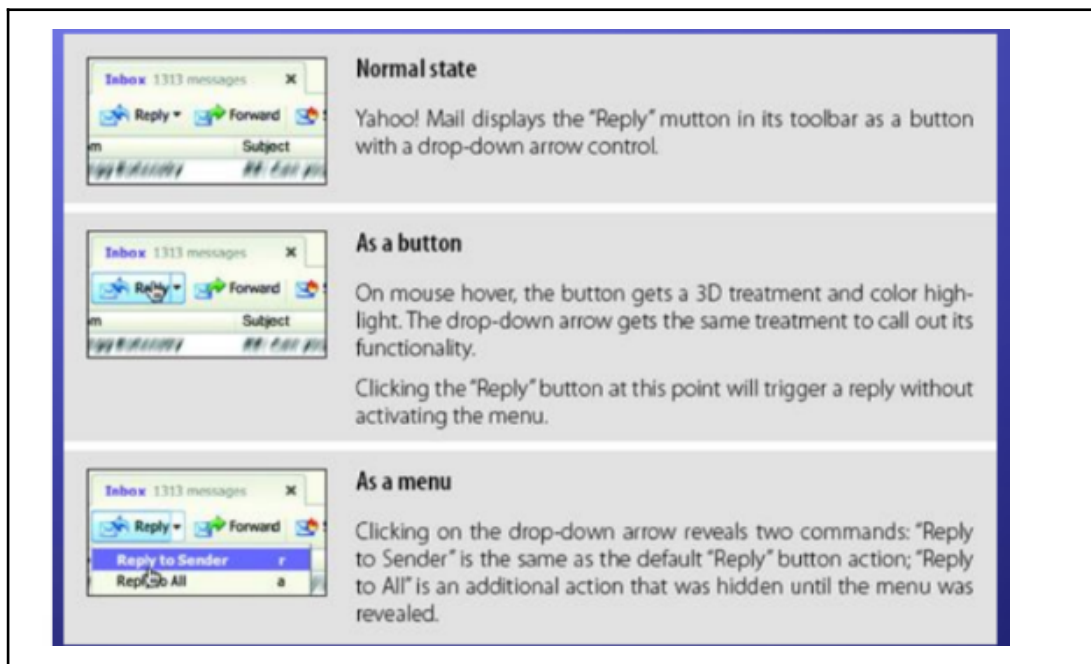 Inbox 1313 messages ×
Reply Forward
Subject
Normal state
Yahoo! Mail displays the “Reply” mutton in its toolbar as a button
with a drop-down arrow control.
Inbox 1313 messages ×
Reply Forward
Subject
As a button
On mouse hover, the button gets a 3D treatment and color high-
light. The drop-down arrow gets the same treatment to call out its
functionality.
Clicking the “Reply” button at this point will trigger a reply without
activating the menu.
Inbox 1313 messages ×
Reply Forward
Reply to Sender r
Reply to All a
As a menu
Clicking on the drop-down arrow reveals two commands: “Reply
to Sender” is the same as the default “Reply” button action; “Reply
to All” is an additional action that was hidden until the menu was
revealed.